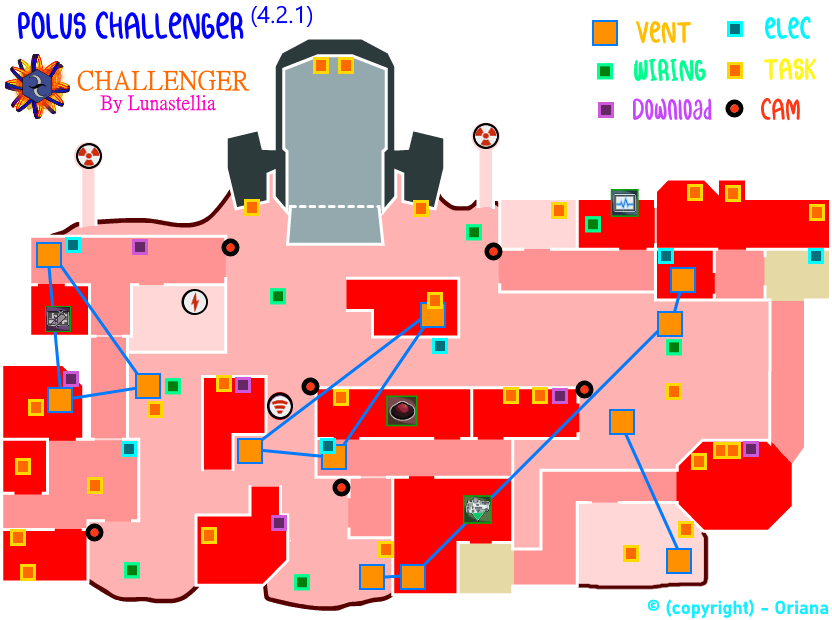 POLUS CHALLENGER (4.2.1)
CHALLENGER
By Lunastellia
VENT
ELEC
WIRING
TASK
DOWNLOAD
CAM
© (copyright) - Oriana